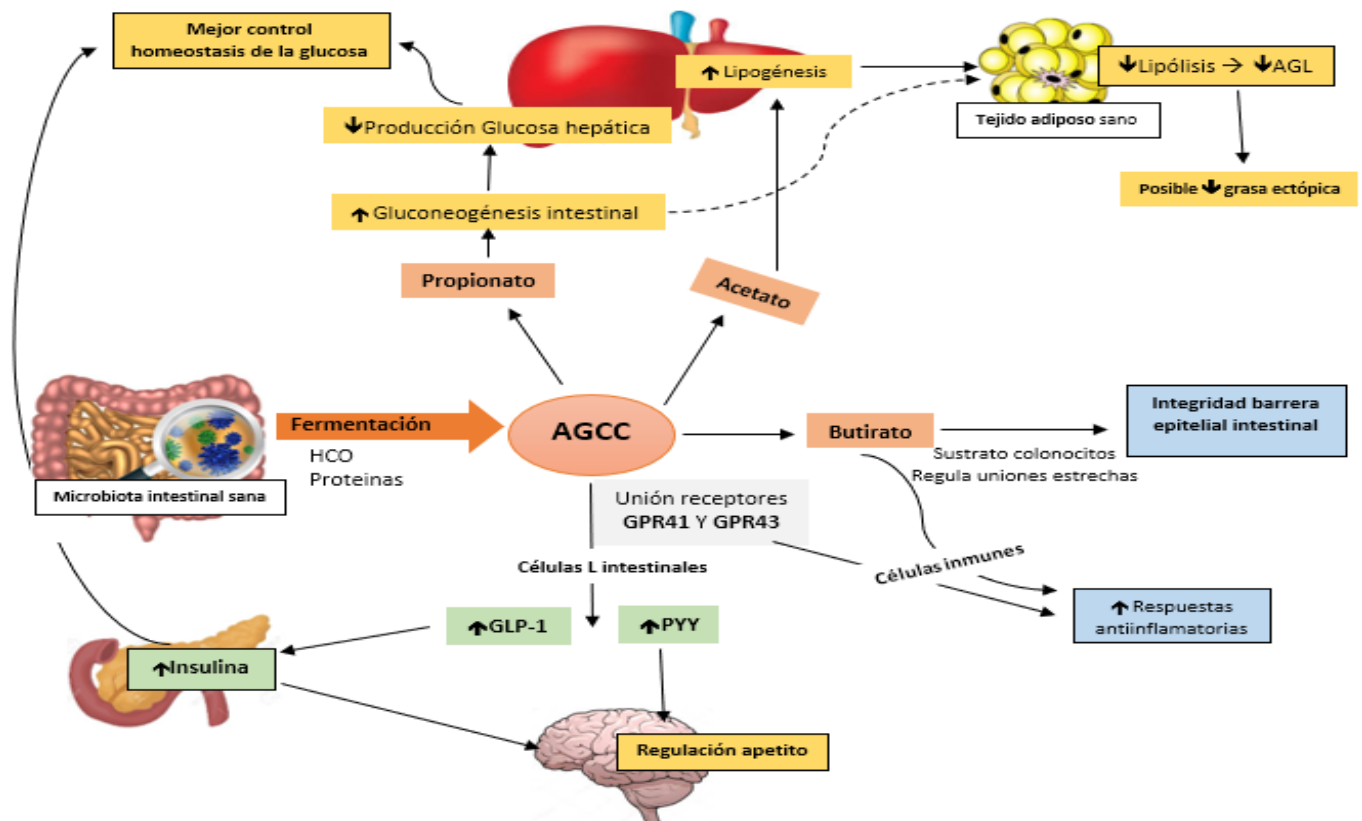 Mejor control
homeostasis de la glucosa
↑ Lipogénesis
↓Lipólisis → ↓AGL
Tejido adiposo sano
↓Producción Glucosa hepática
Posible ↓ grasa ectópica
↑ Gluconeogénesis intestinal
Propionato
Acetato
Fermentación
HCO
Proteinas
AGCC
Butirato
Integridad barrera
epitelial intestinal
Sustrato colonocitos
Regula uniones estrechas
Microbiota intestinal sana
Unión receptores
GPR41 Y GPR43
Células L intestinales
Células inmunes
↑GLP-1
↑PYY
↑ Respuestas
antiinflamatorias
↑Insulina
Regulación apetito